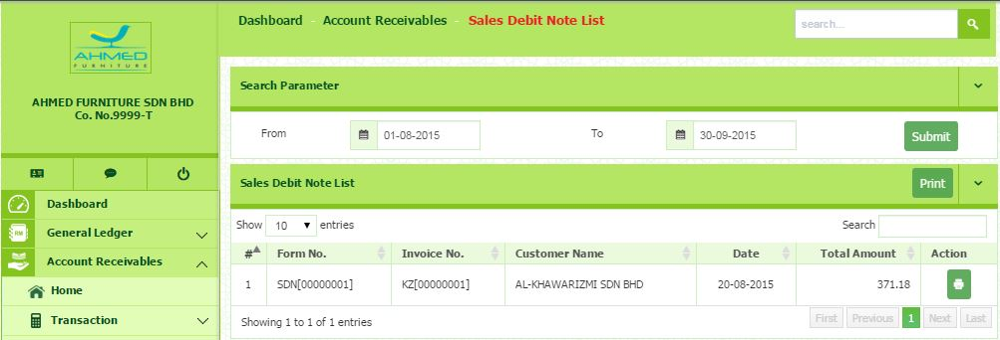 Dashboard - Account Receivables - Sales Debit Note List
search...
AHMED
FURNITURE
AHMED FURNITURE SDN BHD
Co. No.9999-T
Dashboard
General Ledger
RM
Account Receivables
Home
Transaction
Search Parameter
From 01-08-2015 To 30-09-2015 Submit
Sales Debit Note List Print
Show 10 entries Search
# Form No. Invoice No. Customer Name Date Total Amount Action
1 SDN[00000001] KZ[00000001] AL-KHAWARIZMI SDN BHD 20-08-2015 371.18
Showing 1 to 1 of 1 entries First Previous 1 Next Last